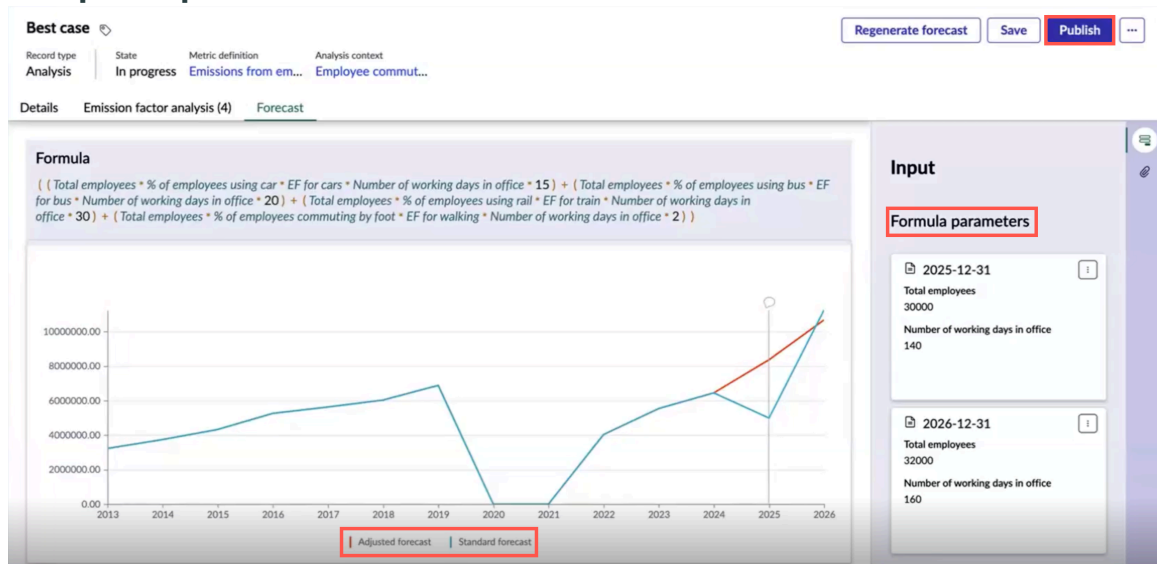 Best case
Regenerate forecast
Save
Publish
Record type
State
Metric definition
Analysis context
Analysis
In progress
Emissions from em...
Employee commut...
Details
Emission factor analysis (4)
Forecast
Formula
( ( Total employees * % of employees using car * EF for cars * Number of working days in office * 15 ) + ( Total employees * % of employees using bus * EF
for bus * Number of working days in office * 20 ) + ( Total employees * % of employees using rail * EF for train * Number of working days in
office * 30 ) + ( Total employees * % of employees commuting by foot * EF for walking * Number of working days in office * 2 ) )
10000000.00
8000000.00
6000000.00
4000000.00
2000000.00
0.00
2013 2014 2015 2016 2017 2018 2019 2020 2021 2022 2023 2024 2025 2026
Adjusted forecast
Standard forecast
Input
Formula parameters
2025-12-31
Total employees
30000
Number of working days in office
140
2026-12-31
Total employees
32000
Number of working days in office
160